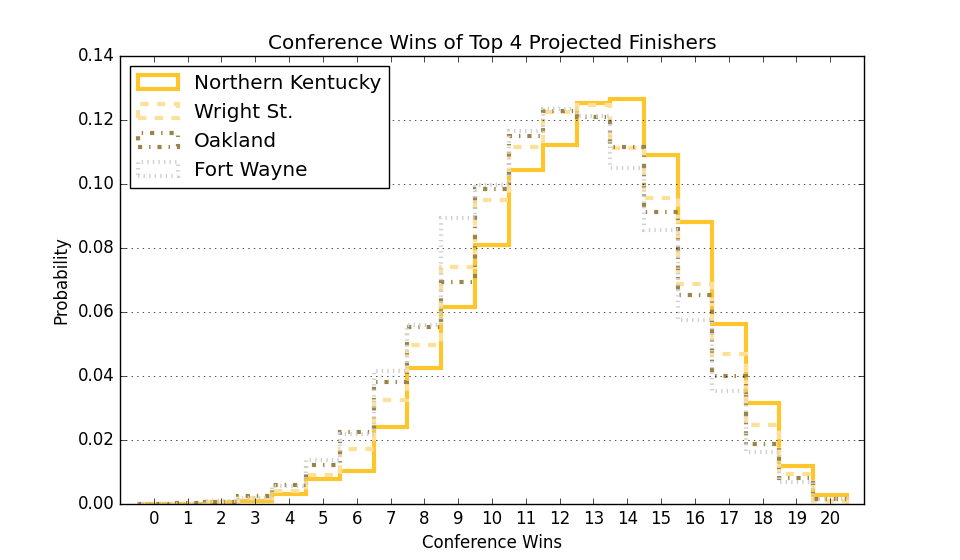 Conference Wins of Top 4 Projected Finishers
0.14
0.12
0.10
0.08
0.06
0.04
0.02
0.00
Probability
Northern Kentucky
Wright St.
Oakland
Fort Wayne
0 1 2 3 4 5 6 7 8 9 10 11 12 13 14 15 16 17 18 19 20
Conference Wins